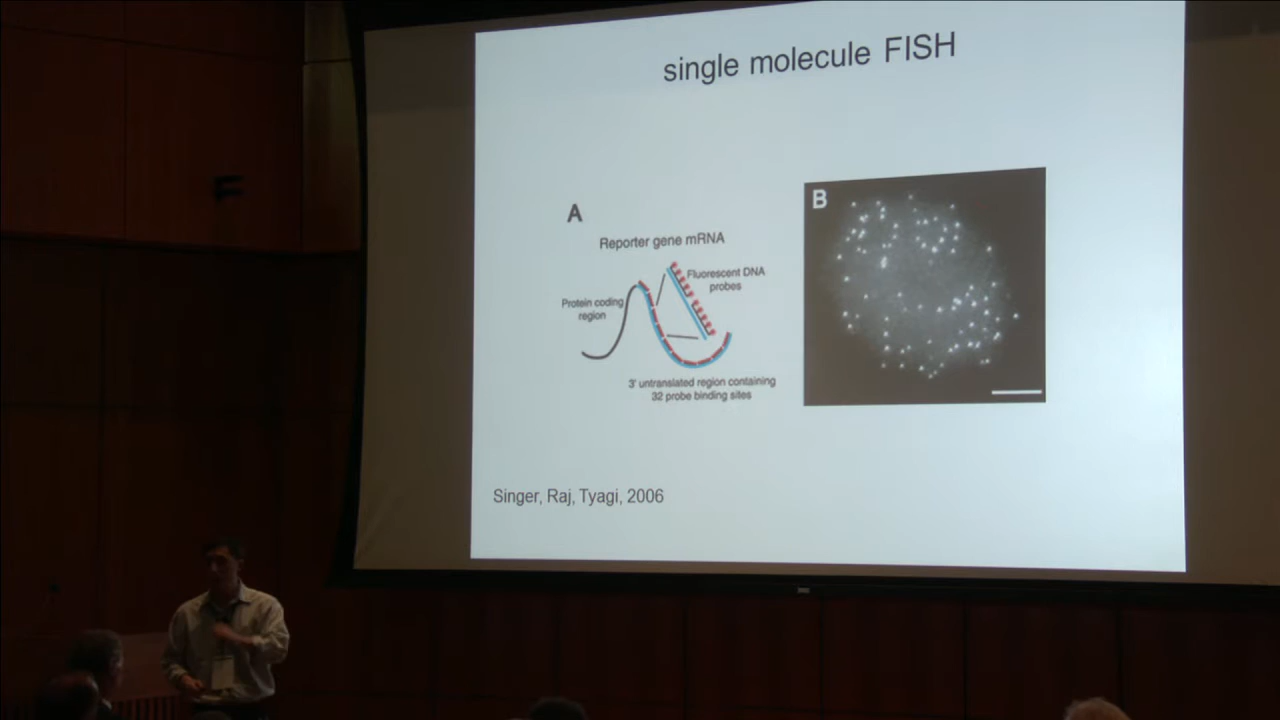 single molecule FISH
A
Reporter gene mRNA
Fluorescent DNA
probes
Protein coding
region
3' untranslated region containing
32 probe binding sites
B
Singer, Raj, Tyagi, 2006